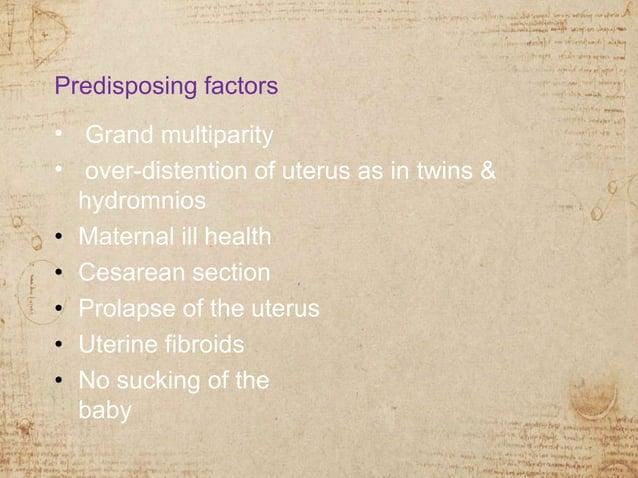 Predisposing factors
• Grand multiparity
• over-distention of uterus as in twins &
hydromnios
• Maternal ill health
• Cesarean section
• Prolapse of the uterus
• Uterine fibroids
• No sucking of the
baby